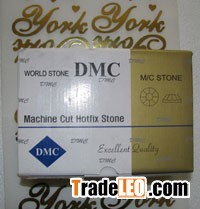 York York
WORLD STONE DMC M/C STONE
Machine Cut Hotfix Stone
DMC
Excellent Quality
TradeLEO.com